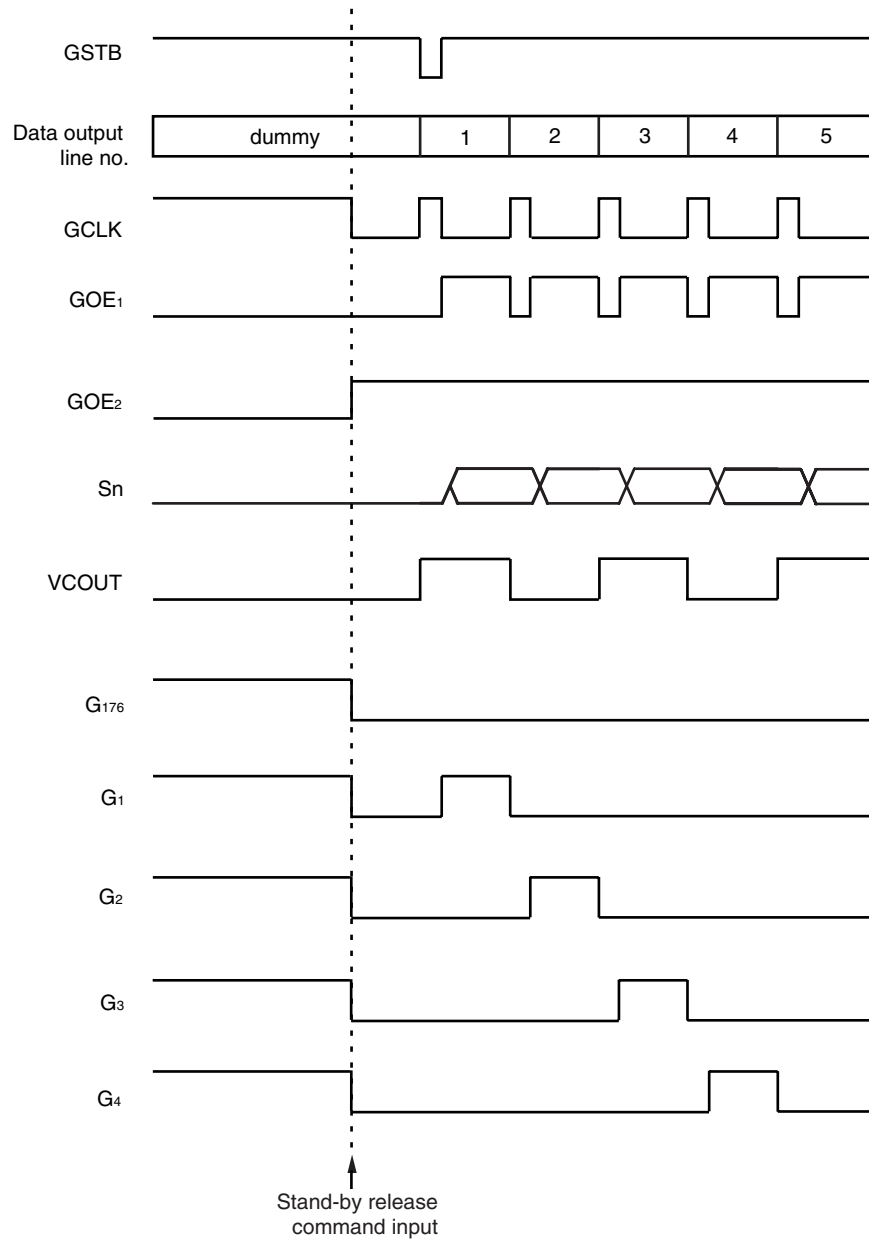 GSTB
Data output
line no.
dummy 1 2 3 4 5
GCLK
GOE1
GOE2
Sn
VCOUT
G176
G1
G2
G3
G4
Stand-by release
command input